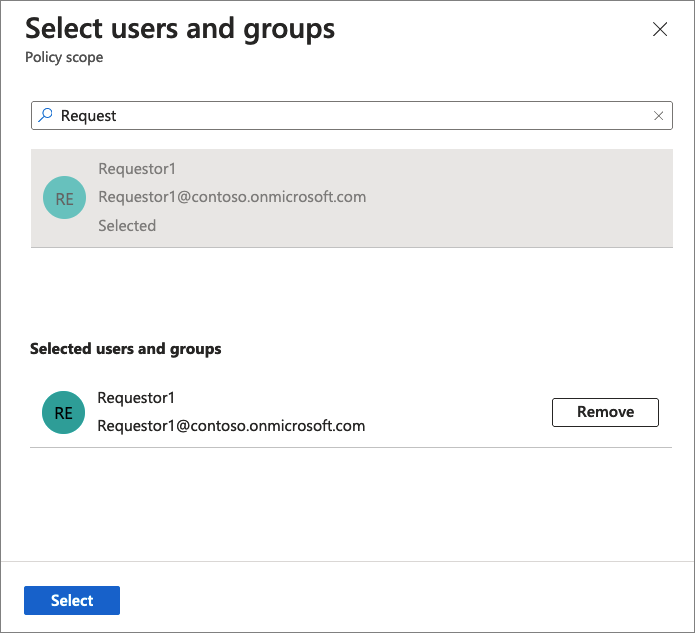 Select users and groups
Policy scope
Request
Requestor1
RE
Requestor1@contoso.onmicrosoft.com
Selected
Selected users and groups
Requestor1
RE
Remove
Requestor1@contoso.onmicrosoft.com
Select